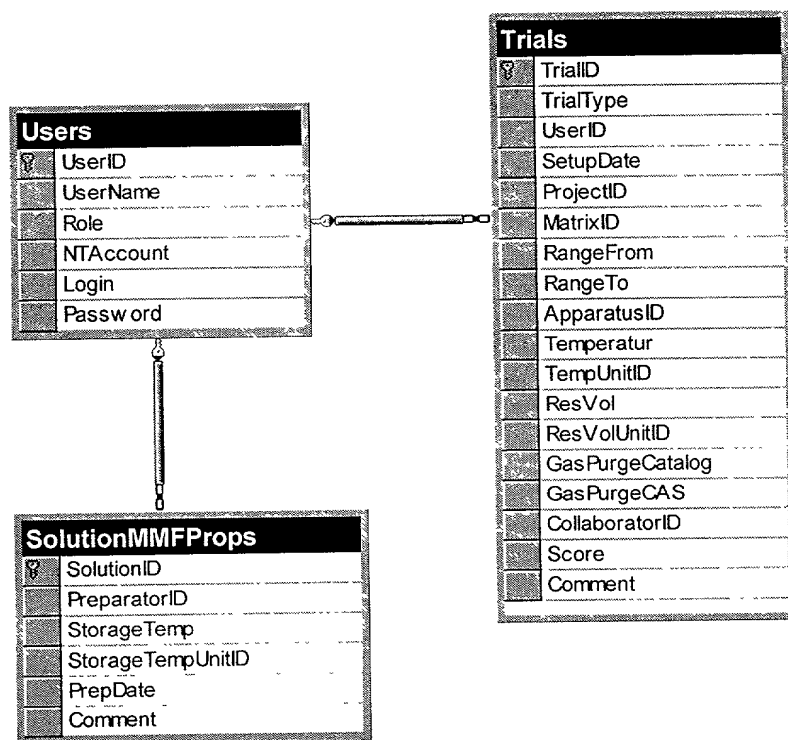 Users
UserID
UserName
Role
NTAccount
Login
Password
Trials
TrialID
TrialType
UserID
SetupDate
ProjectID
MatrixID
RangeFrom
RangeTo
ApparatusID
Temperatur
TempUnitID
ResVol
ResVolUnitID
GasPurgeCatalog
GasPurgeCAS
CollaboratorID
Score
Comment
SolutionMMFProps
SolutionID
PreparatorID
StorageTemp
StorageTempUnitID
PrepDate
Comment